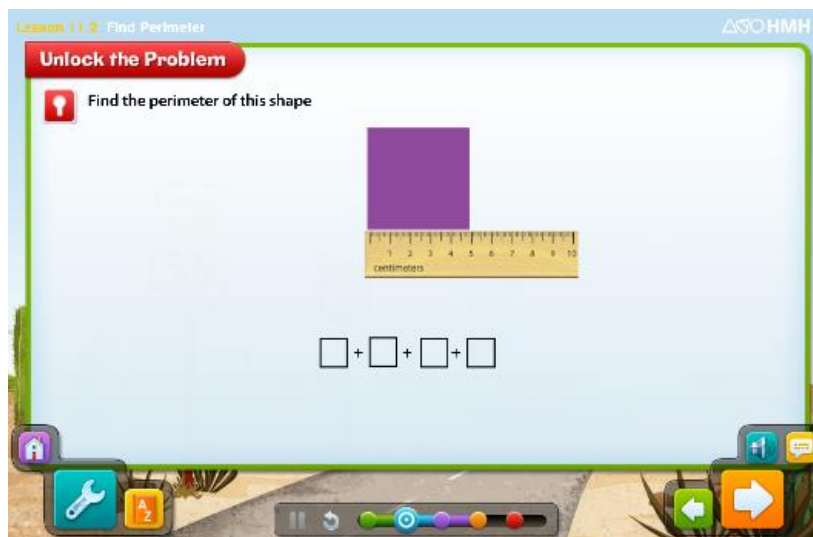 Lesson 11.2 Find Perimeter
HMH
Unlock the Problem
Find the perimeter of this shape
1 2 3 4 5 6 7 8 9 10
centimeters
+ + +
A
Z